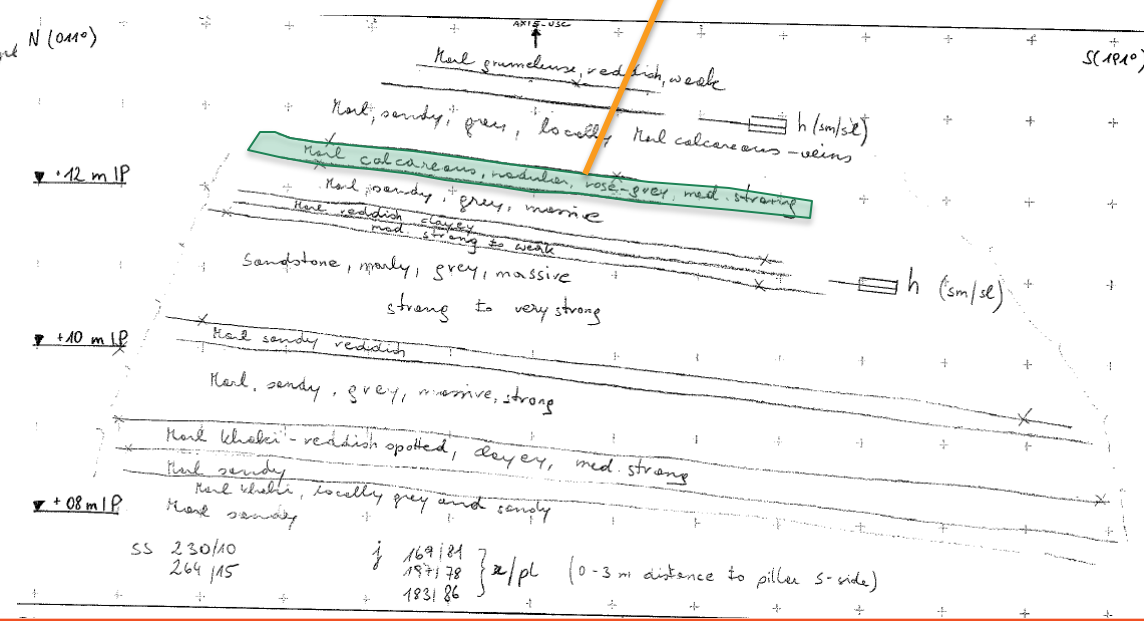 AXIS-USC
N (011°)
S(191°)
Marl grumeleuse, reddish, weak
Marl, sandy, grey, locally Marl calcareous-veins
h (sm/sl)
Marl calcareous, nodular, rosé-grey, med. strong
+12 m IP
Marl, sandy, grey, massive
Marl reddish clayey
med. strong to weak
Sandstone, marly, grey, massive
h (sm/sl)
strong to very strong
+10 m IP
Marl sandy reddish
Marl, sandy, grey, massive, strong
Marl khaki-reddish spotted, clayey, med. strong
Marl sandy
Marl khaki, locally grey and sandy
+08 m IP
Marl sandy
SS 230/10
264/15
j 169/81
197/78
183/86
/pl (0-3 m distance to pillar S-side)